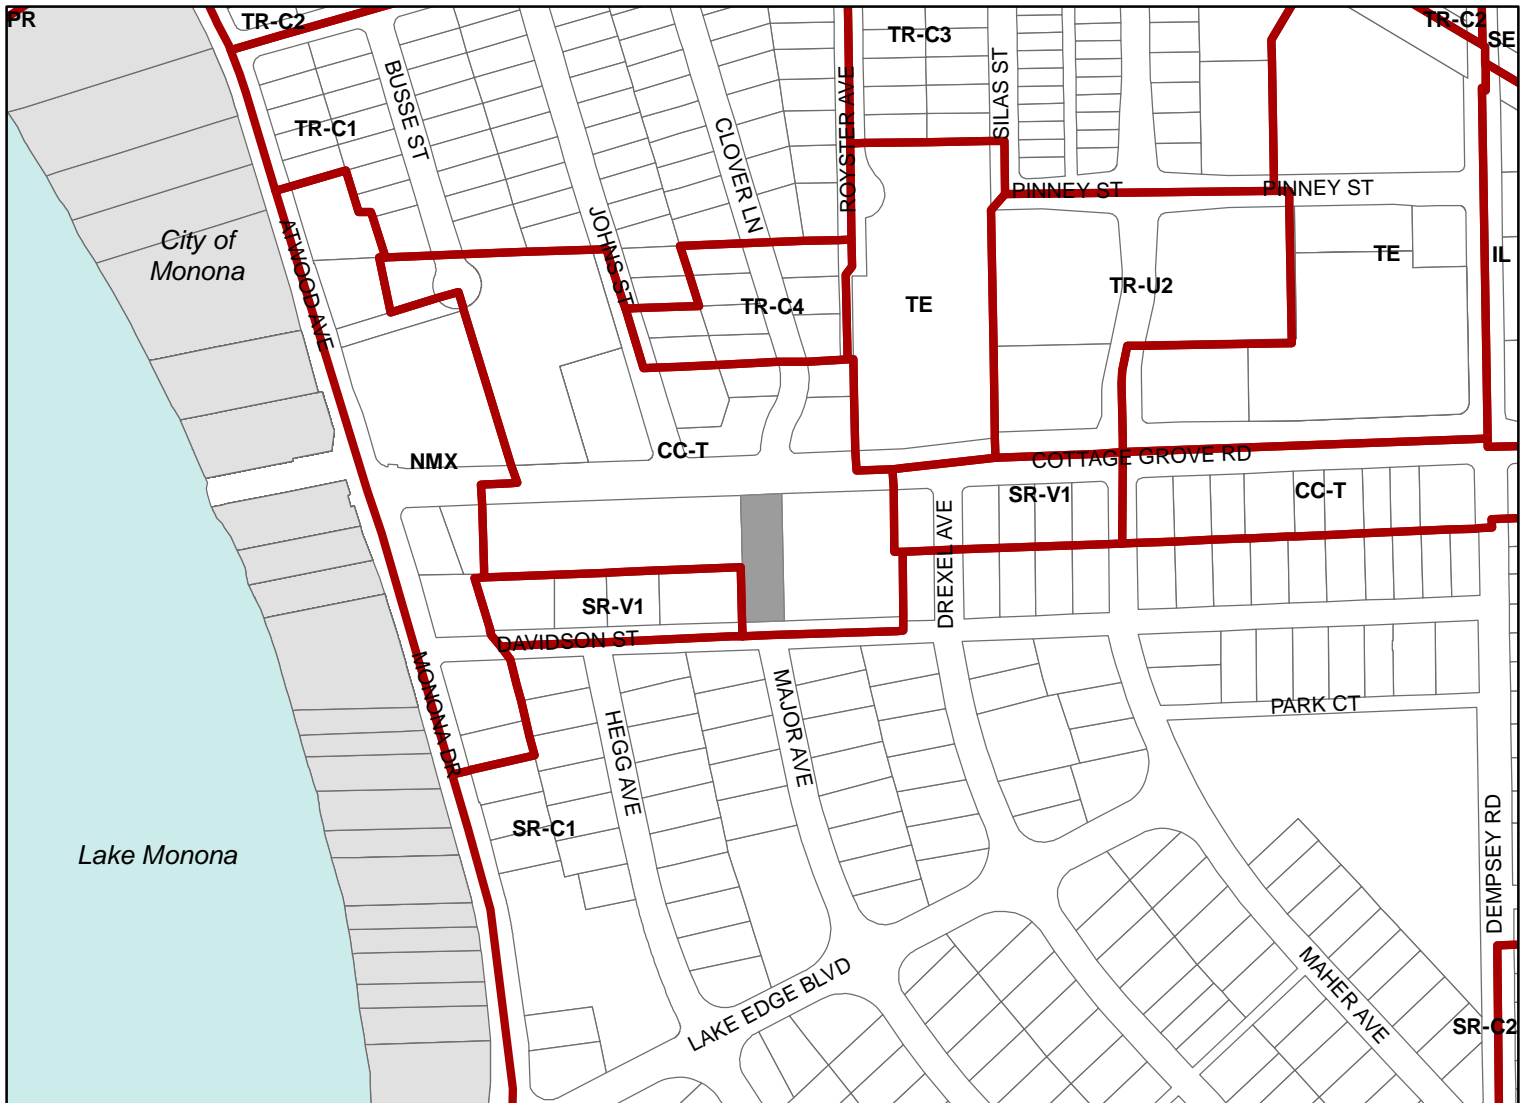 PR
TR-C2
TR-C3
TR-C2
SE
BUSSE ST
TR-C1
CLOVER LN
ROYSTER AVE
SILAS ST
PINNEY ST
PINNEY ST
City of
Monona
ATWOOD AVE
JOHNS ST
TR-C4
TE
TR-U2
TE
IL
NMX
CC-T
COTTAGE GROVE RD
SR-V1
CC-T
DREXEL AVE
SR-V1
DAVIDSON ST
MONONA DR
HEGG AVE
MAJOR AVE
PARK CT
SR-C1
Lake Monona
DEMPSEY RD
LAKE EDGE BLVD
MAHER AVE
SR-C2